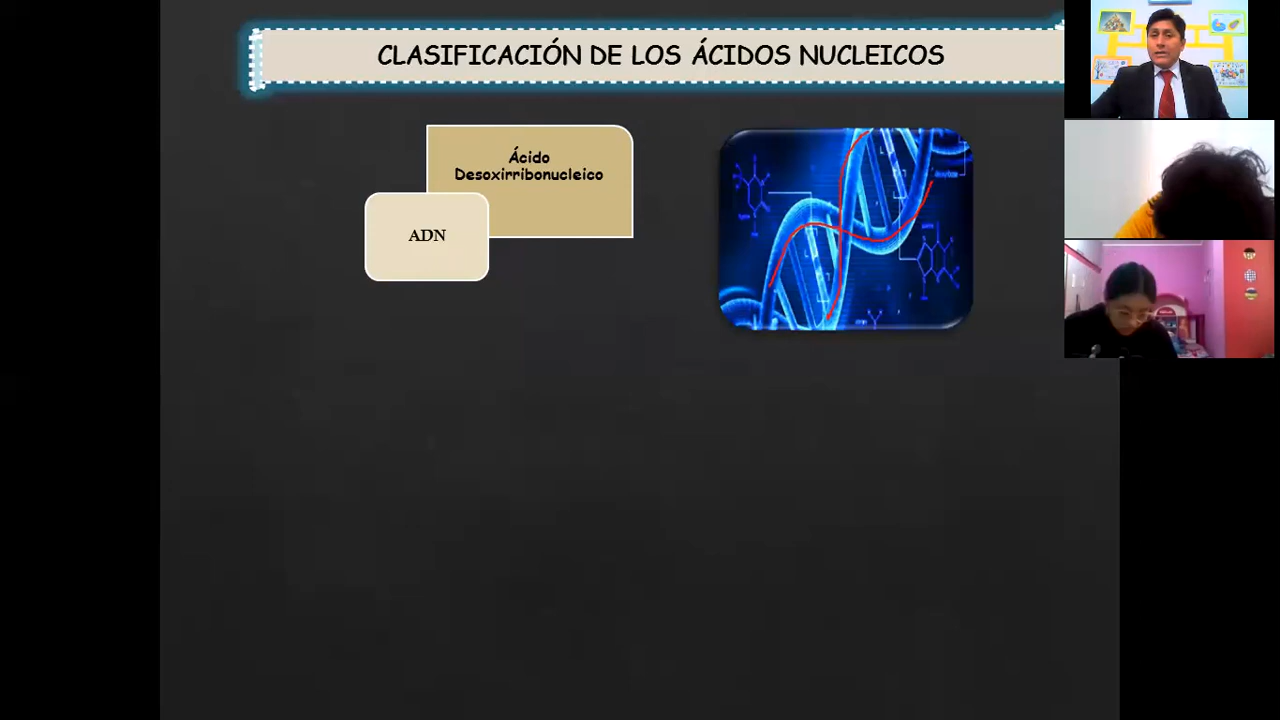 CLASIFICACIÓN DE LOS ÁCIDOS NUCLEICOS
Ácido
Desoxirribonucleico
ADN